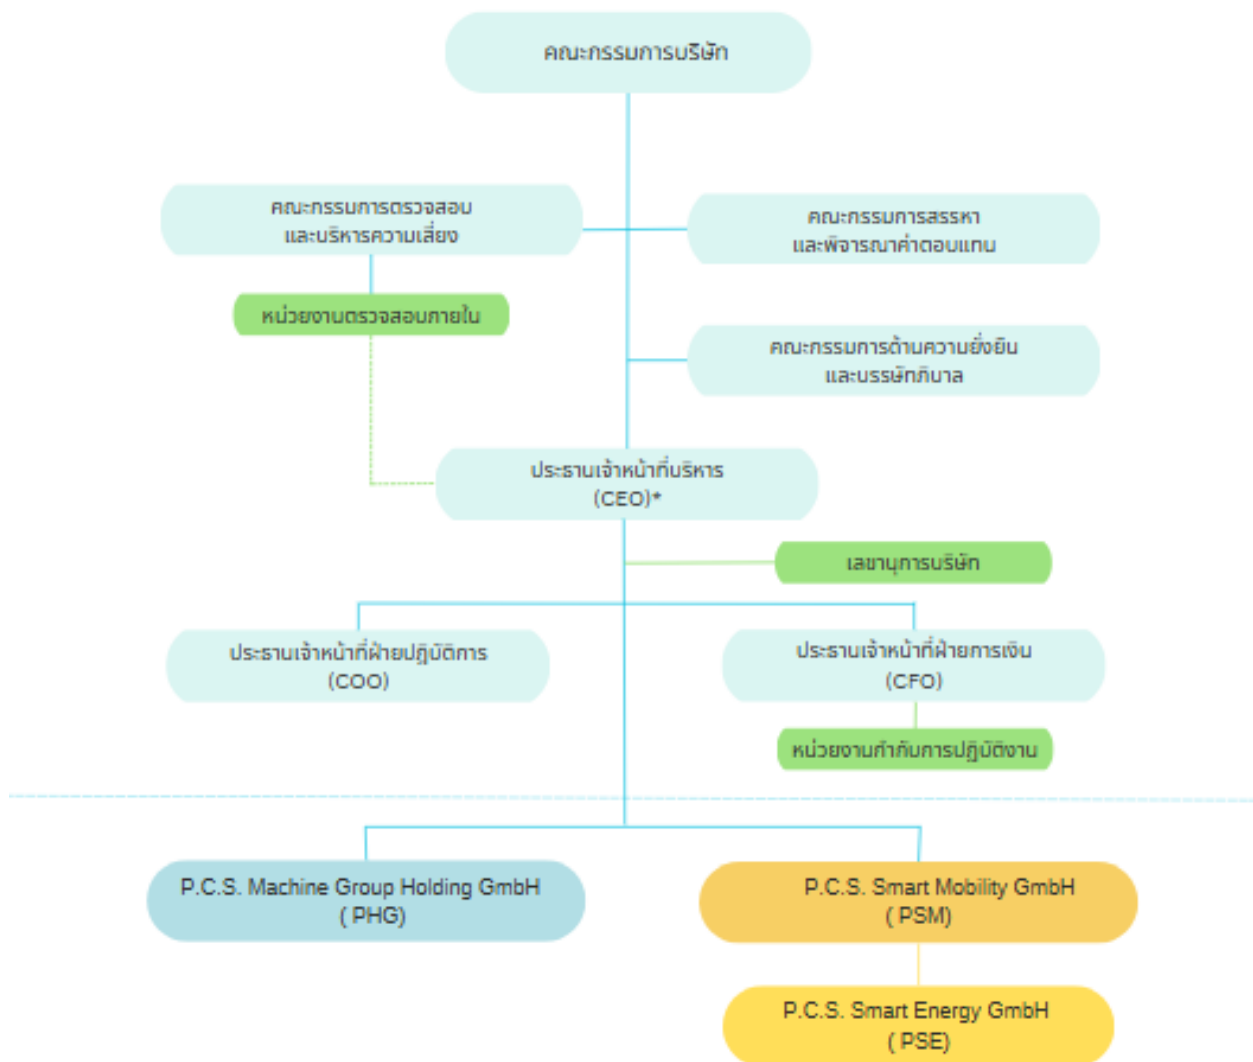 คณะกรรมการบริษัท
คณะกรรมการตรวจสอบ
และบริหารความเสี่ยง
คณะกรรมการสรรหา
และพิจารณาค่าตอบแทน
หน่วยงานตรวจสอบภายใน
คณะกรรมการด้านความยั่งยืน
และบรรษัทภิบาล
ประธานเจ้าหน้าที่บริหาร
(CEO)*
เลขานุการบริษัท
ประธานเจ้าหน้าที่ฝ่ายปฏิบัติการ
(COO)
ประธานเจ้าหน้าที่ฝ่ายการเงิน
(CFO)
หน่วยงานกำกับการปฏิบัติงาน
P.C.S. Machine Group Holding GmbH
( PHG)
P.C.S. Smart Mobility GmbH
( PSM)
P.C.S. Smart Energy GmbH
( PSE)